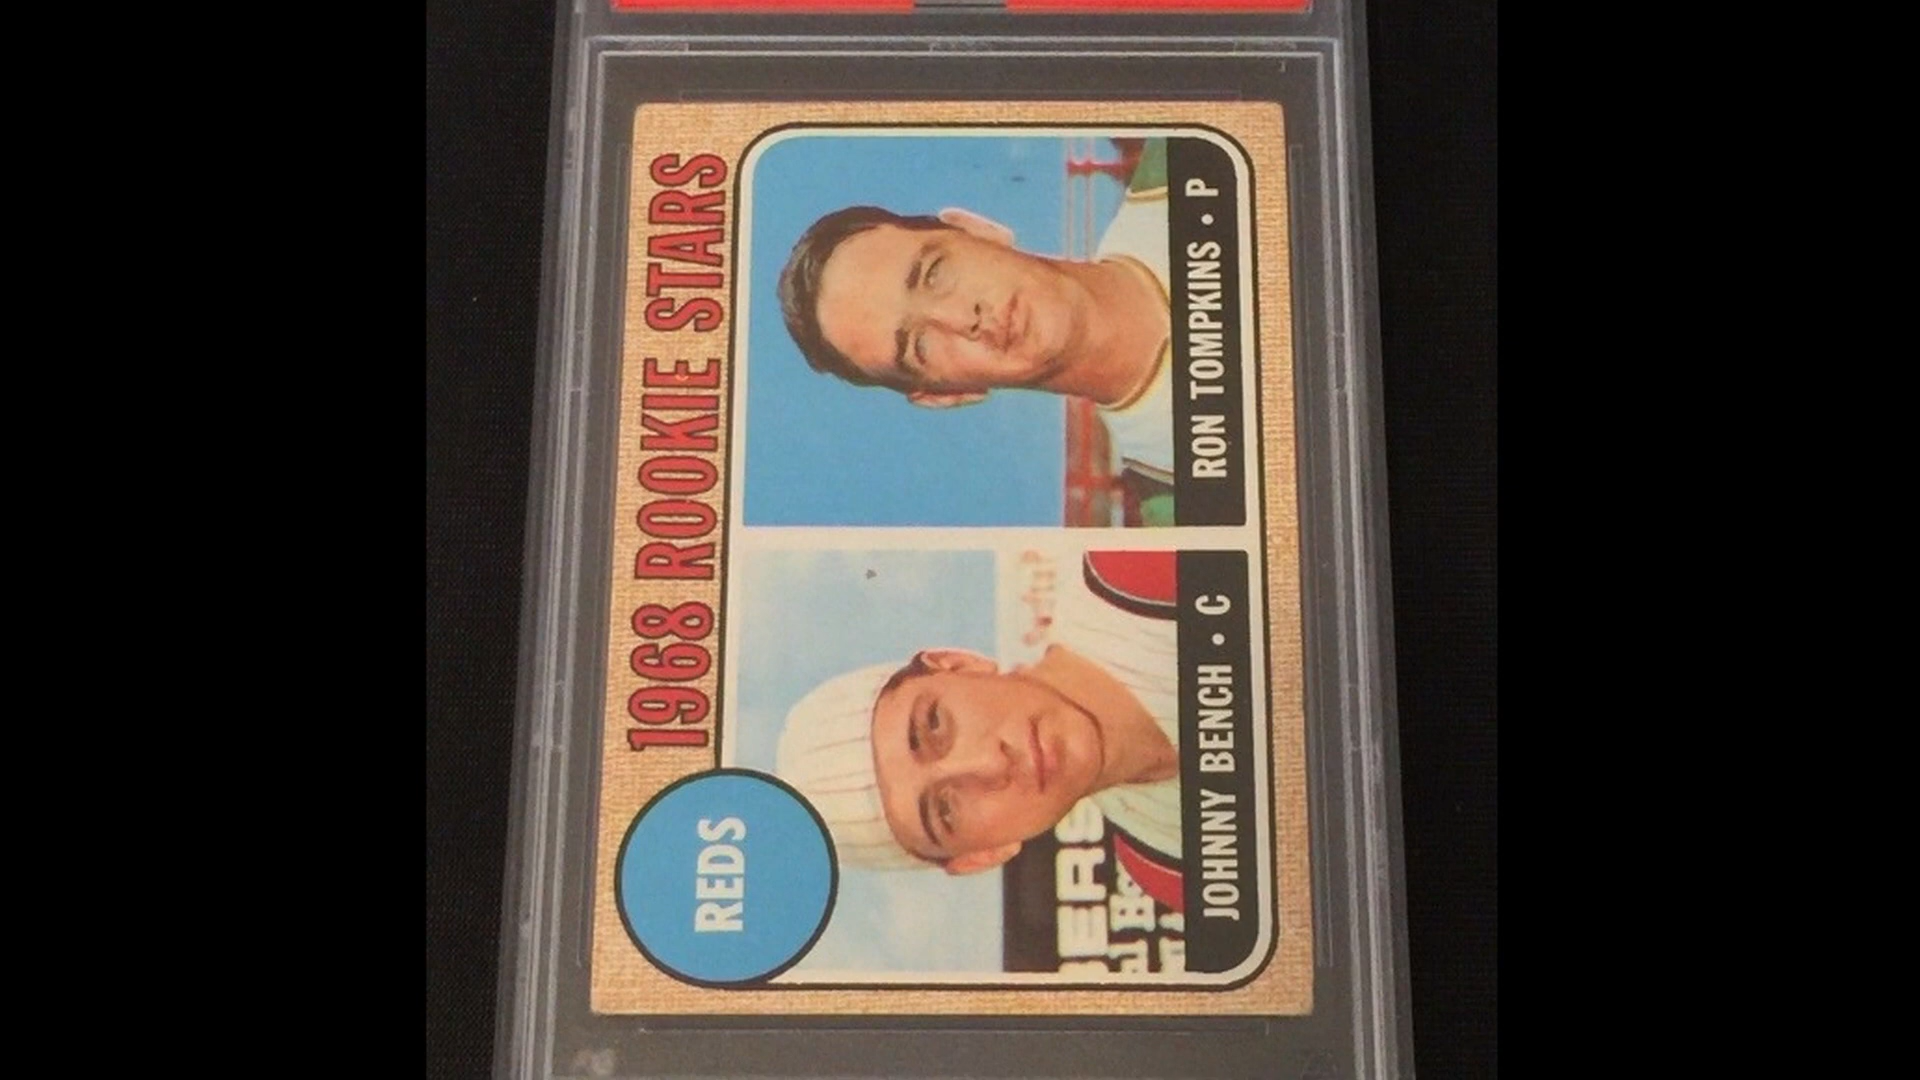 1968 ROOKIE STARS
REDS
JOHNNY BENCH • C
RON TOMPKINS • P